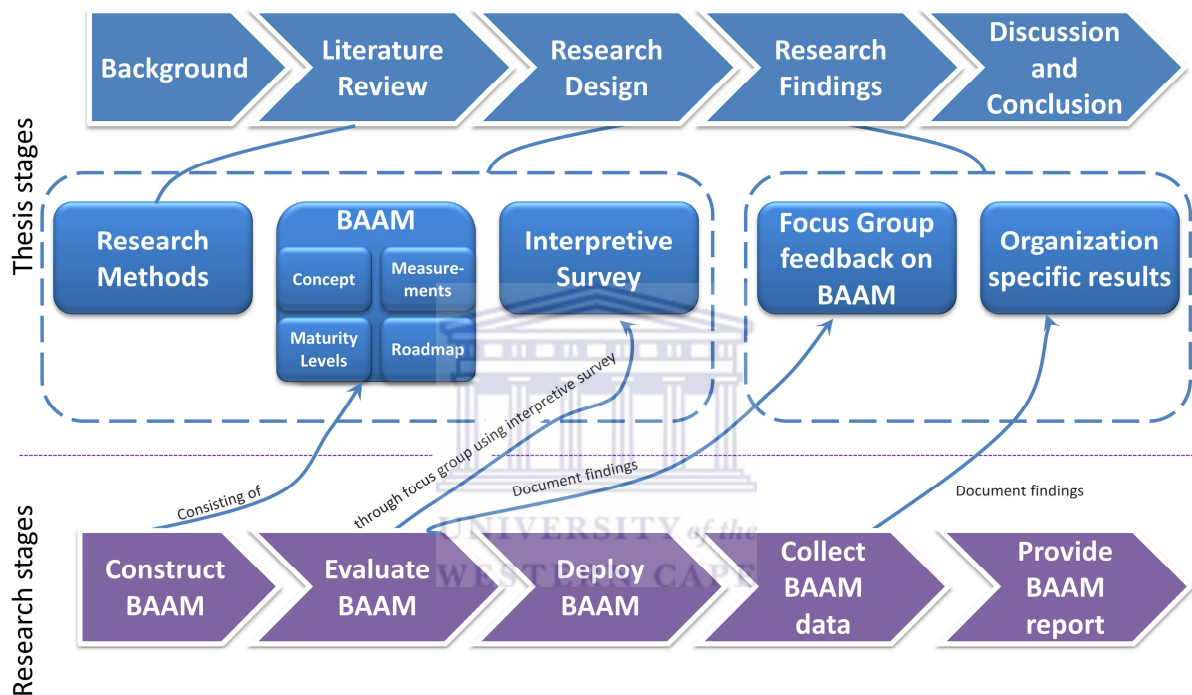 Thesis stages
Background
Literature
Review
Research
Design
Research
Findings
Discussion
and
Conclusion
Research
Methods
BAAM
Concept
Measure-
ments
Maturity
Levels
Roadmap
Interpretive
Survey
Focus Group
feedback on
BAAM
Organization
specific results
Consisting of
through focus group using interpretive survey
Document findings
Document findings
UNIVERSITY of the
WESTERN CAPE
Research stages
Construct
BAAM
Evaluate
BAAM
Deploy
BAAM
Collect
BAAM
data
Provide
BAAM
report